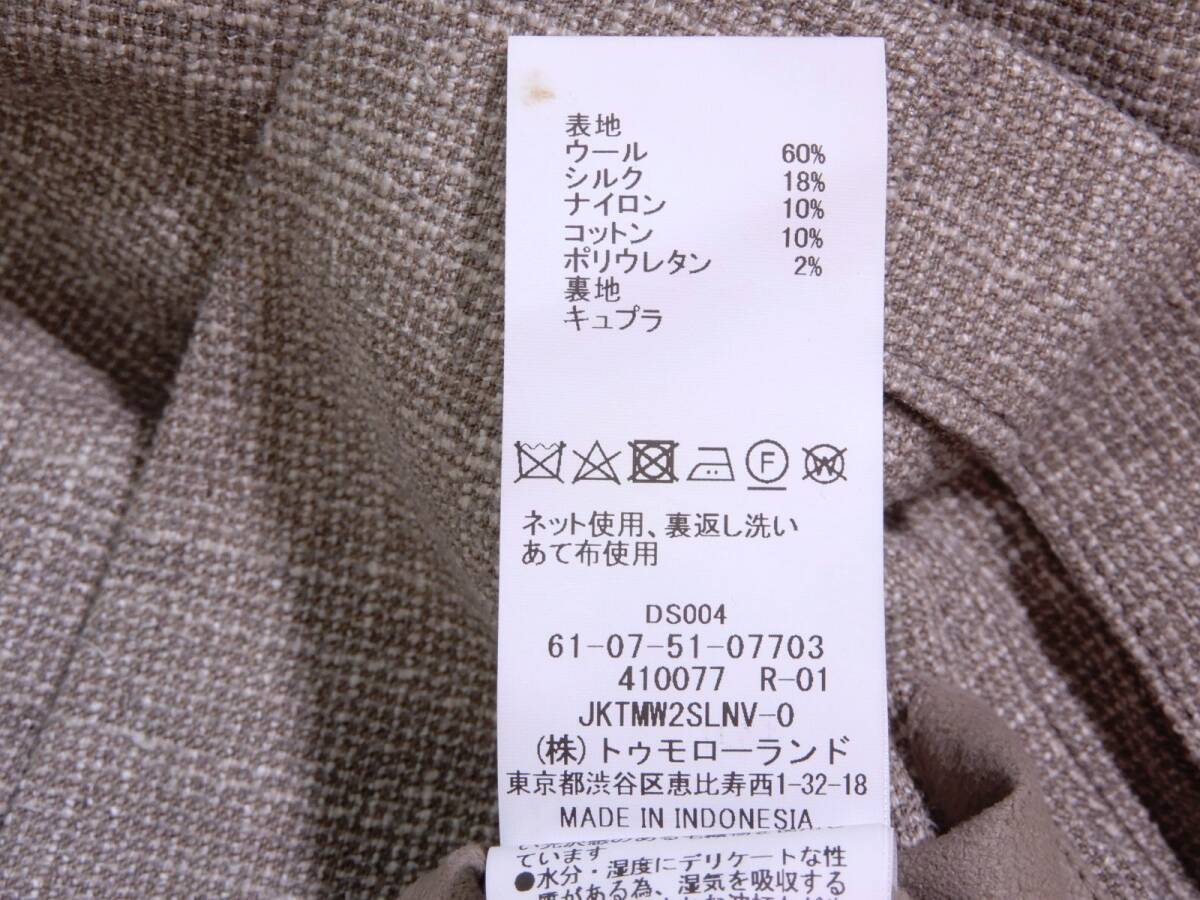 表地
ウール 60%
シルク 18%
ナイロン 10%
コットン 10%
ポリウレタン 2%
裏地
キュプラ
F W
ネット使用、裏返し洗い
あて布使用
DS004
61-07-51-07703
410077 R-01
JKTMW2SLNV-0
(株)トゥモローランド
東京都渋谷区恵比寿西1-32-18
MADE IN INDONESIA
ています
●水分・湿度にデリケートな性
質がある為、湿気を吸収する